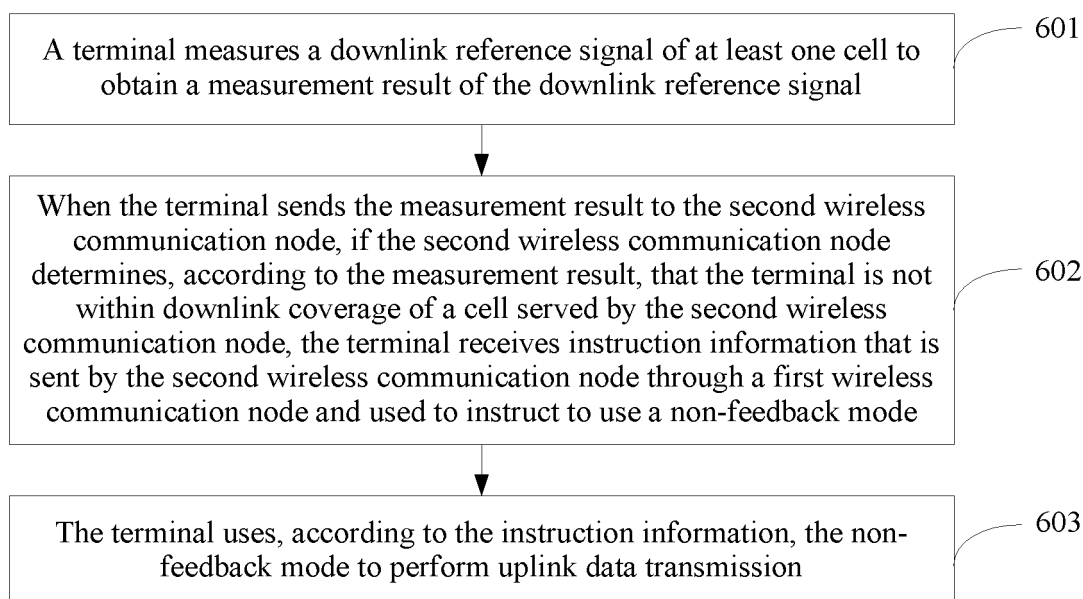 A terminal measures a downlink reference signal of at least one cell to
obtain a measurement result of the downlink reference signal
601
When the terminal sends the measurement result to the second wireless
communication node, if the second wireless communication node
determines, according to the measurement result, that the terminal is not
within downlink coverage of a cell served by the second wireless
communication node, the terminal receives instruction information that is
sent by the second wireless communication node through a first wireless
communication node and used to instruct to use a non-feedback mode
602
The terminal uses, according to the instruction information, the non-
feedback mode to perform uplink data transmission
603